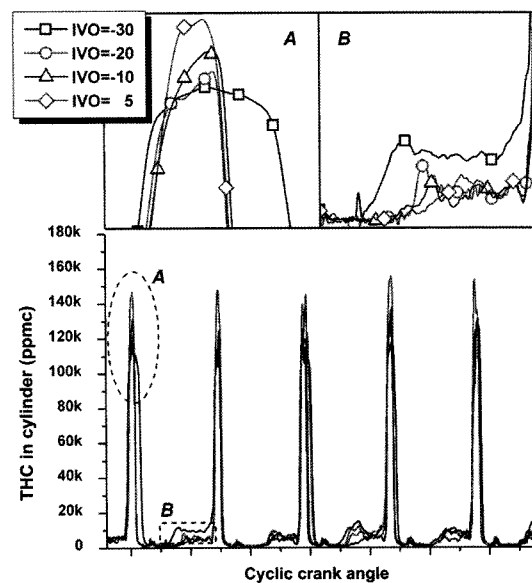 IVO=-30
IVO=-20
IVO=-10
IVO= 5
A
B
180k
160k
140k
120k
100k
80k
60k
40k
20k
0
THC in cylinder (ppmc)
A
B
Cyclic crank angle